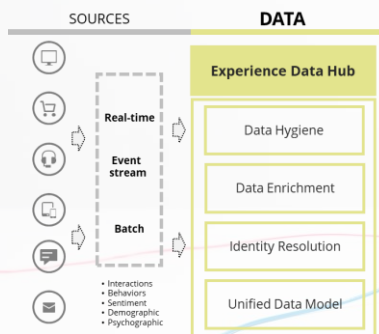 SOURCES
DATA
Experience Data Hub
Real-time
Event
stream
Batch
Data Hygiene
Data Enrichment
Identity Resolution
Unified Data Model
• Interactions
• Behaviors
• Sentiment
• Demographic
• Psychographic